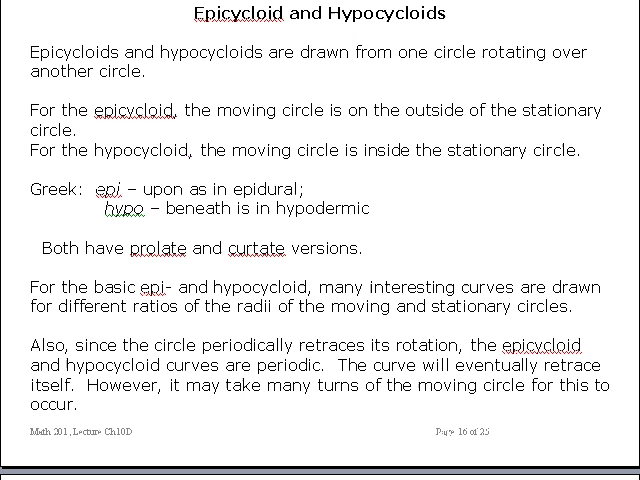 Epicycloid and Hypocycloids
Epicycloids and hypocycloids are drawn from one circle rotating over
another circle.
For the epicycloid, the moving circle is on the outside of the stationary
circle.
For the hypocycloid, the moving circle is inside the stationary circle.
Greek: epi – upon as in epidural;
hypo – beneath is in hypodermic
Both have prolate and curtate versions.
For the basic epi- and hypocycloid, many interesting curves are drawn
for different ratios of the radii of the moving and stationary circles.
Also, since the circle periodically retraces its rotation, the epicycloid
and hypocycloid curves are periodic. The curve will eventually retrace
itself. However, it may take many turns of the moving circle for this to
occur.
Math 201, Lecture Ch10D Page 16 of 25